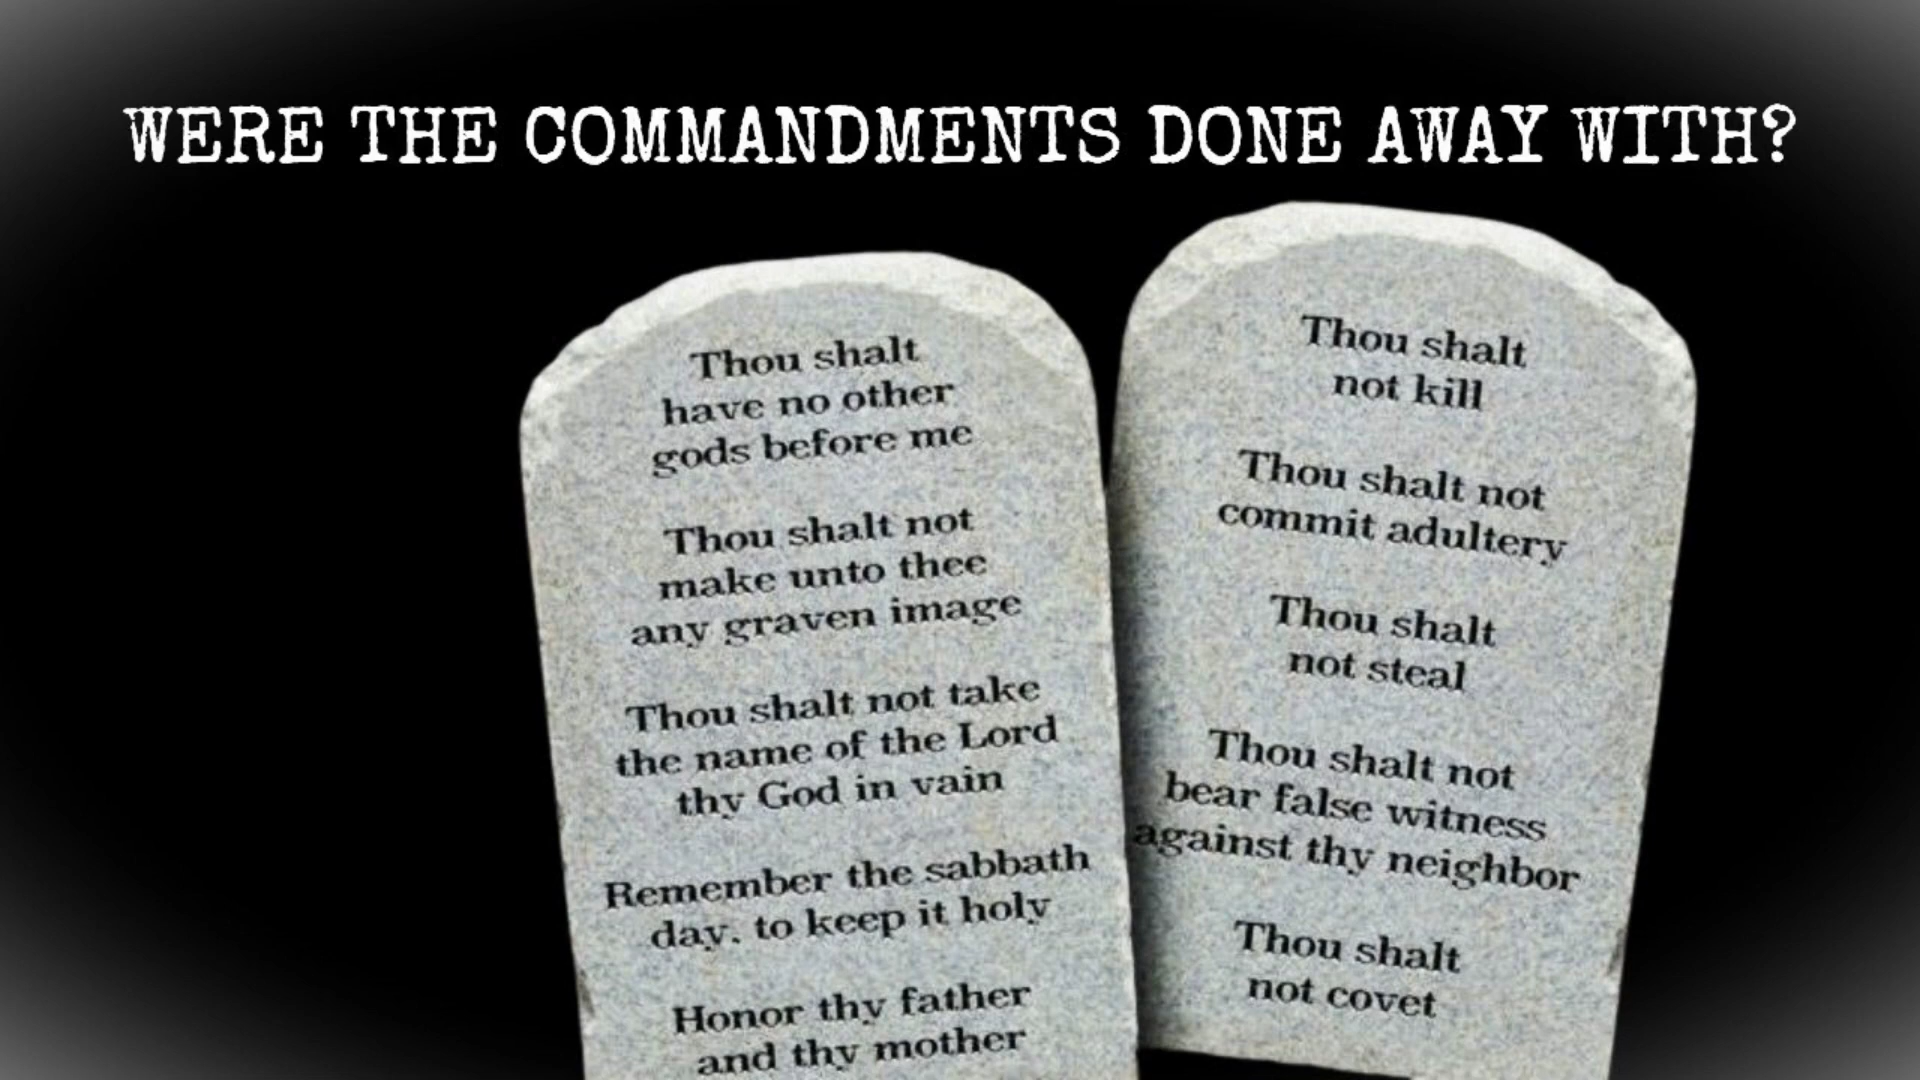 WERE THE COMMANDMENTS DONE AWAY WITH?
Thou shalt
have no other
gods before me
Thou shalt not
make unto thee
any graven image
Thou shalt not take
the name of the Lord
thy God in vain
Remember the sabbath
day. to keep it holy
Honor thy father
and thy mother
Thou shalt
not kill
Thou shalt not
commit adultery
Thou shalt
not steal
Thou shalt not
bear false witness
against thy neighbor
Thou shalt
not covet